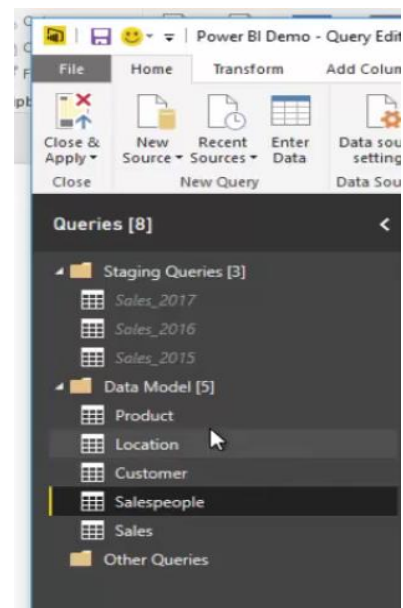 Power BI Demo - Query Edit
File Home Transform Add Colum
Close & Apply
New Source
Recent Sources
Enter Data
Data sou
setting
Close New Query Data Sou
Queries [8]
Staging Queries [3]
Sales_2017
Sales_2016
Sales_2015
Data Model [5]
Product
Location
Customer
Salespeople
Sales
Other Queries